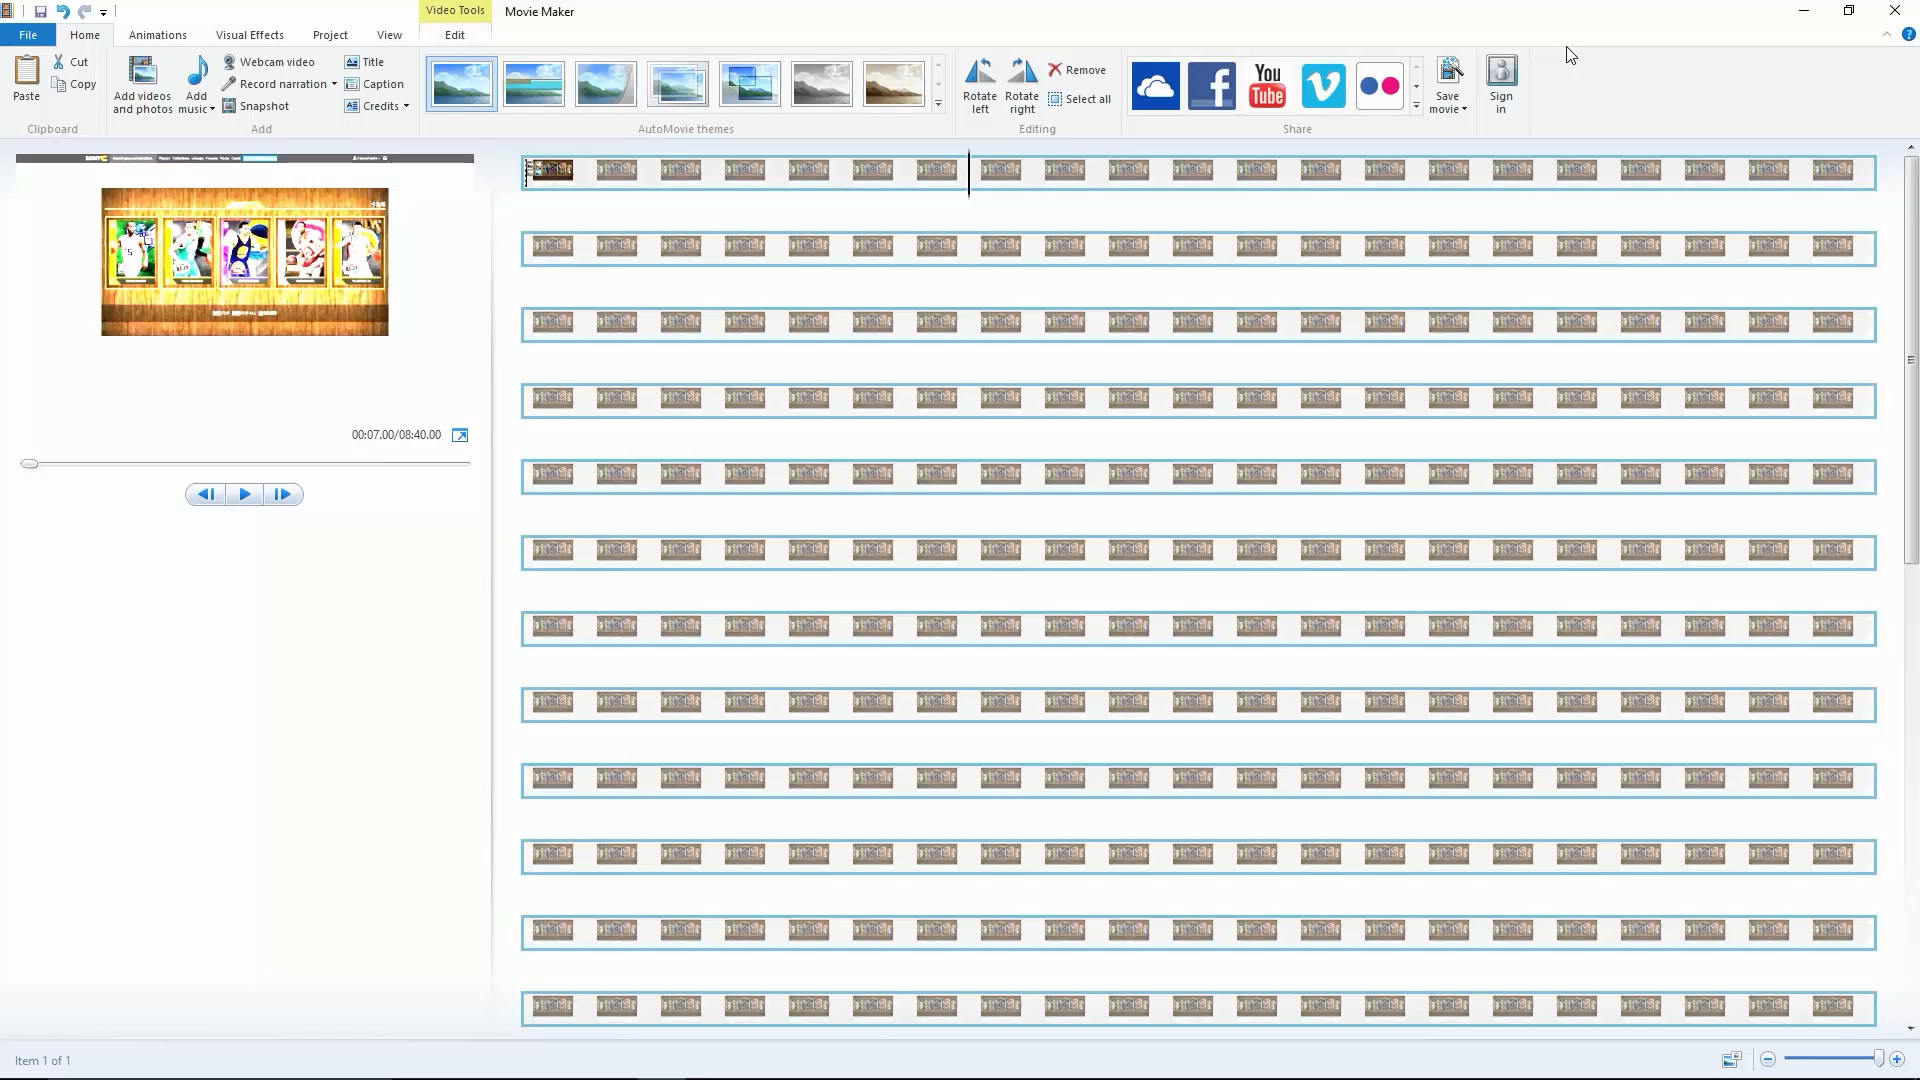 Video Tools
Movie Maker
File
Home
Animations
Visual Effects
Project
View
Edit
Paste
Cut
Copy
Clipboard
Add videos
and photos
Add
music
Webcam video
Record narration
Snapshot
Title
Caption
Credits
Add
AutoMovie themes
Rotate
left
Rotate
right
Remove
Select all
Editing
You
Tube
Share
Save
movie
Sign
in
00:07.00/08:40.00
Item 1 of 1